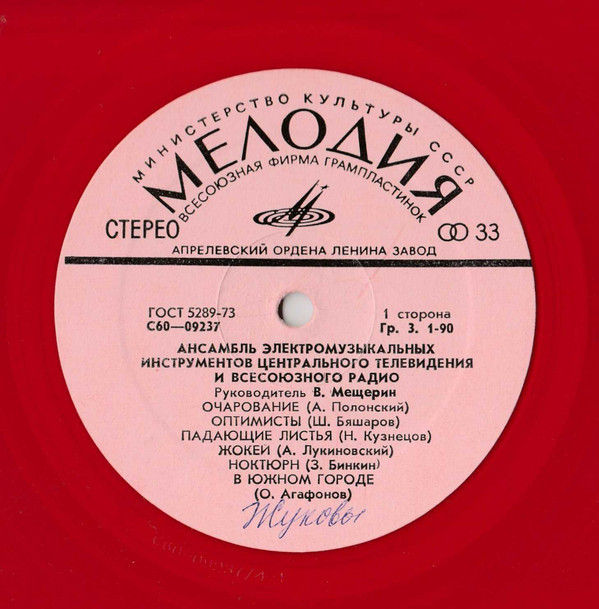 МИНИСТЕРСТВО КУЛЬТУРЫ СССР
МЕЛОДИЯ
ВСЕСОЮЗНАЯ ФИРМА ГРАМПЛАСТИНОК
СТЕРЕО 33
АПРЕЛЕВСКИЙ ОРДЕНА ЛЕНИНА ЗАВОД
ГОСТ 5289-73 1 сторона
С60—09237 Гр. 3. 1-90
АНСАМБЛЬ ЭЛЕКТРОМУЗЫКАЛЬНЫХ
ИНСТРУМЕНТОВ ЦЕНТРАЛЬНОГО ТЕЛЕВИДЕНИЯ
И ВСЕСОЮЗНОГО РАДИО
Руководитель В. Мещерин
ОЧАРОВАНИЕ (А. Полонский)
ОПТИМИСТЫ (Ш. Бяшаров)
ПАДАЮЩИЕ ЛИСТЬЯ (Н. Кузнецов)
ЖОКЕЙ (А. Лукиновский)
НОКТЮРН (З. Бинкин)
В ЮЖНОМ ГОРОДЕ
(О. Агафонов)
Жуковы